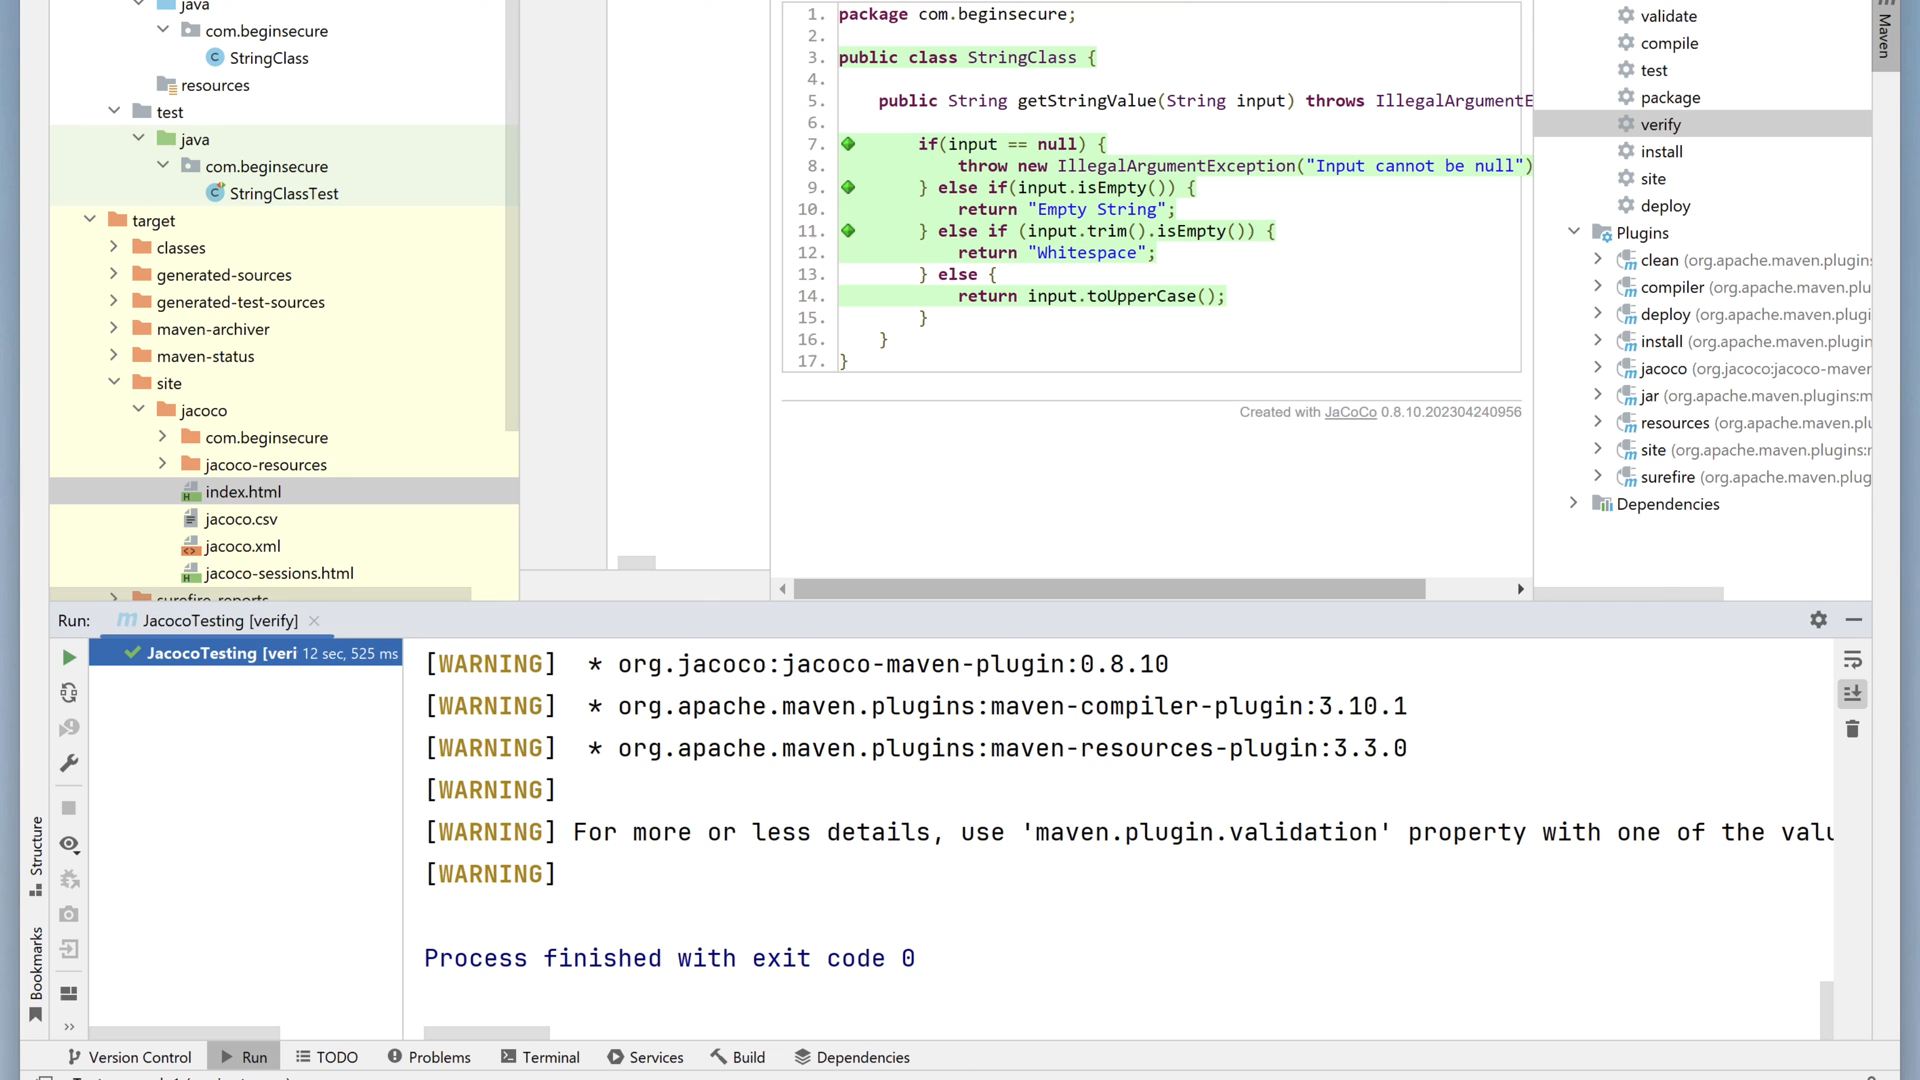 java
com.beginsecure
StringClass
resources
test
java
com.beginsecure
StringClassTest
target
classes
generated-sources
generated-test-sources
maven-archiver
maven-status
site
jacoco
com.beginsecure
jacoco-resources
index.html
jacoco.csv
jacoco.xml
jacoco-sessions.html
surefire-reports
1. package com.beginsecure;
2.
3. public class StringClass {
4.
5. public String getStringValue(String input) throws IllegalArgumentE
6.
7. if(input == null) {
8. throw new IllegalArgumentException("Input cannot be null")
9. } else if(input.isEmpty()) {
10. return "Empty String";
11. } else if (input.trim().isEmpty()) {
12. return "Whitespace";
13. } else {
14. return input.toUpperCase();
15. }
16. }
17. }
Created with JaCoCo 0.8.10.202304240956
validate
compile
test
package
verify
install
site
deploy
Plugins
clean (org.apache.maven.plugins
compiler (org.apache.maven.plu
deploy (org.apache.maven.plugi
install (org.apache.maven.plugin
jacoco (org.jacoco:jacoco-maver
jar (org.apache.maven.plugins:m
resources (org.apache.maven.plu
site (org.apache.maven.plugins:r
surefire (org.apache.maven.plug
Dependencies
Maven
Run: m JacocoTesting [verify]
JacocoTesting [veri 12 sec, 525 ms
[WARNING] * org.jacoco:jacoco-maven-plugin:0.8.10
[WARNING] * org.apache.maven.plugins:maven-compiler-plugin:3.10.1
[WARNING] * org.apache.maven.plugins:maven-resources-plugin:3.3.0
[WARNING]
[WARNING] For more or less details, use 'maven.plugin.validation' property with one of the valu
[WARNING]
Process finished with exit code 0
Structure
Bookmarks
Version Control Run TODO Problems Terminal Services Build Dependencies